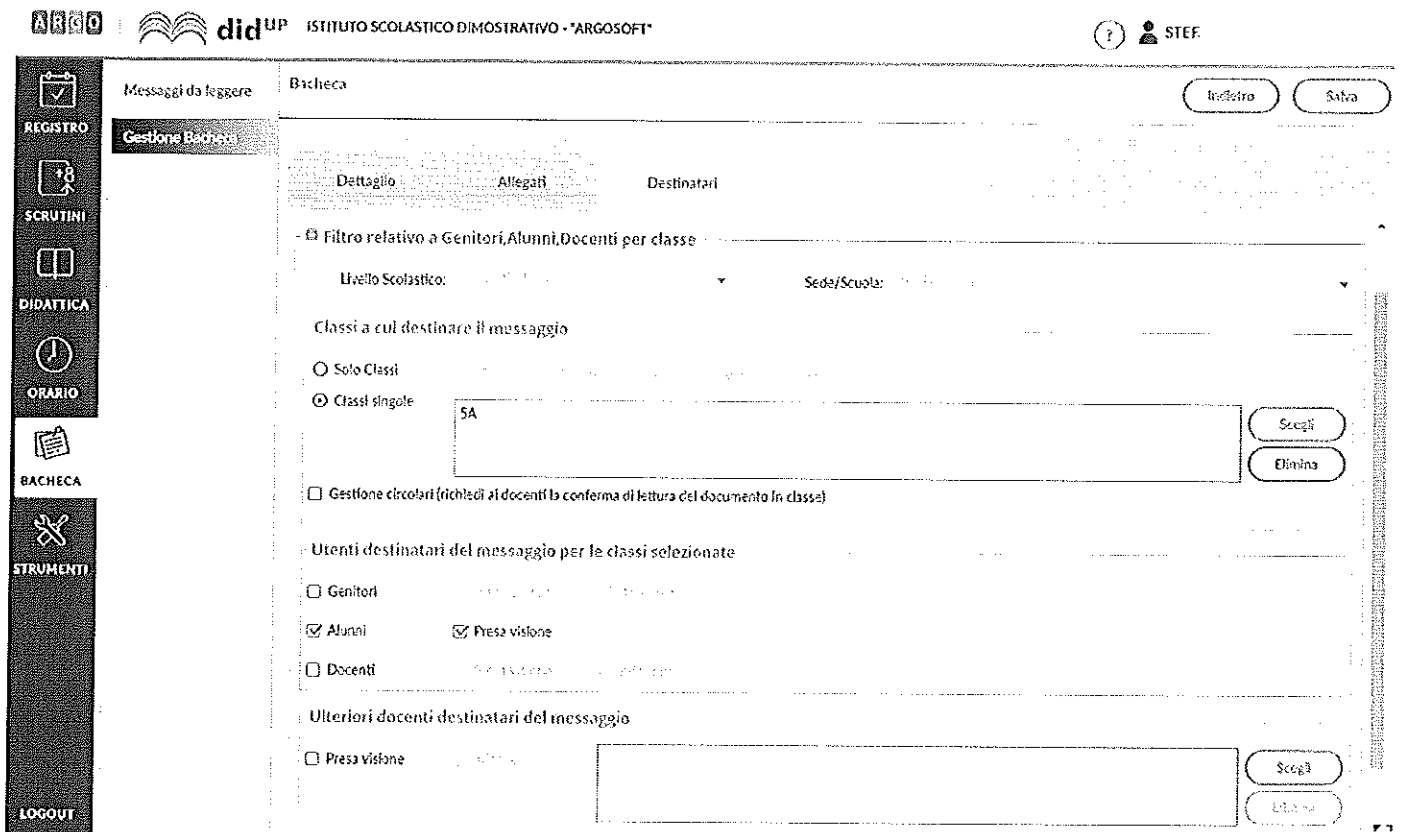 ARGO didUP ISTITUTO SCOLASTICO DIMOSTRATIVO - "ARGOSOFT" ? STEF.
Messaggi da leggere
Bacheca
Indietro
Salva
REGISTRO
Gestione Bacheca
Dettaglio
Allegati
Destinatari
SCRUTINI
Filtro relativo a Genitori,Alunni,Docenti per classe
Livello Scolastico:
Sede/Scuola:
DIDATTICA
Classi a cui destinare il messaggio
Solo Classi
ORARIO
Classi singole
5A
Scegli
Elimina
BACHECA
Gestione circolari (richiedi ai docenti la conferma di lettura del documento in classe)
Utenti destinatari del messaggio per le classi selezionate
STRUMENTI
Genitori
Alunni
Presa visione
Docenti
Ulteriori docenti destinatari del messaggio
Presa visione
Scegli
LOGOUT